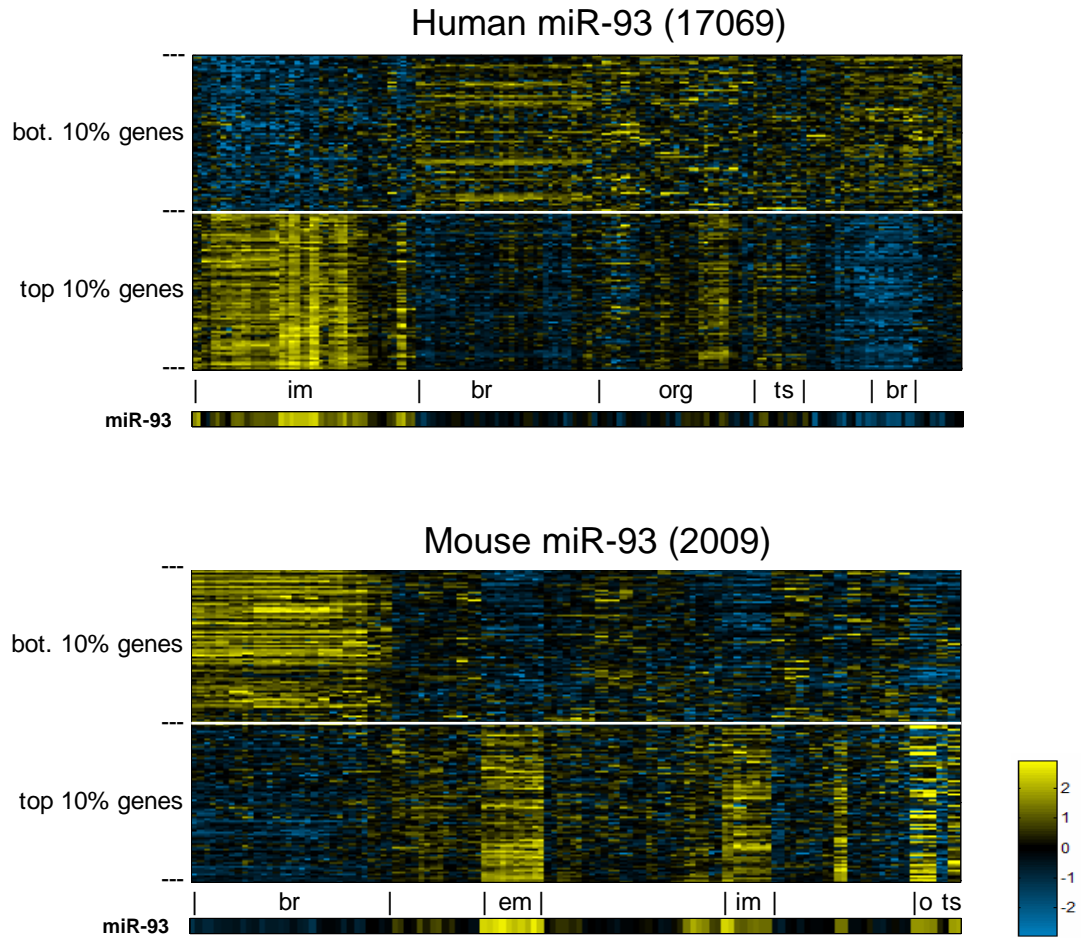 Human miR-93 (17069)
---
bot. 10% genes
---
top 10% genes
---
| im | br | org | ts | | br |
miR-93
Mouse miR-93 (2009)
---
bot. 10% genes
---
top 10% genes
---
| br | | em | | im | | o ts
miR-93
2
1
0
-1
-2